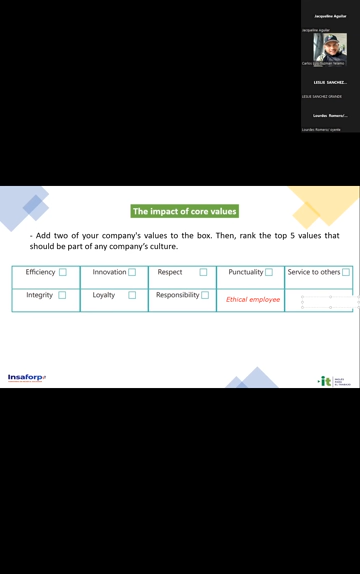 Jacqueline Aguilar
Jacqueline Aguilar
LESLIE SANCHEZ...
LESLIE SANCHEZ GRANDE
Lourdes Romero/...
The impact of core values
- Add two of your company's values to the box. Then, rank the top 5 values that
should be part of any company's culture.
Efficiency
Innovation
Respect
Punctuality
Service to others
Integrity
Loyalty
Responsibility
Ethical employee
Insaforp
it